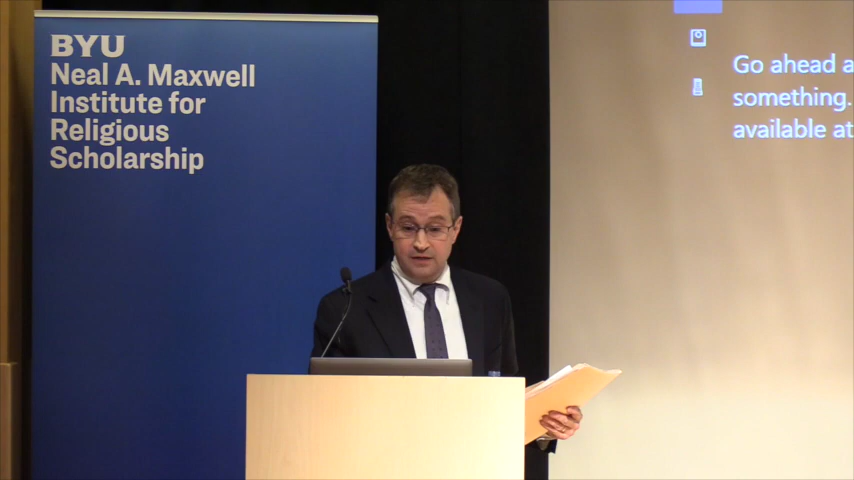 BYU
Neal A. Maxwell
Institute for
Religious
Scholarship
Go ahead a
something.
available at